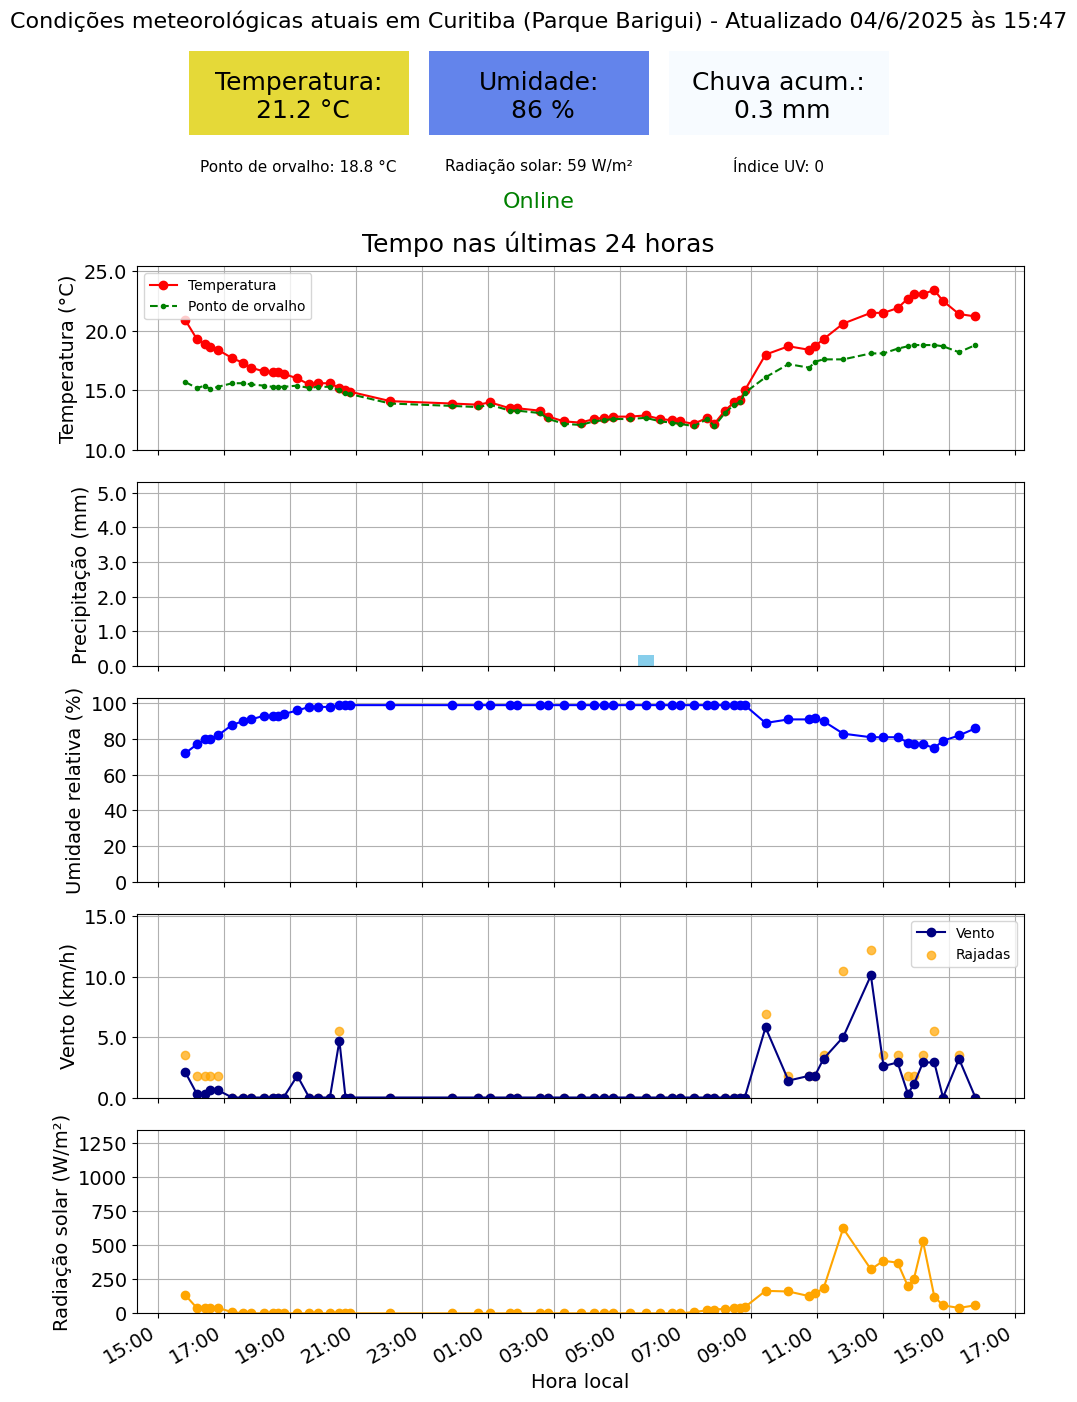 Condições meteorológicas atuais em Curitiba (Parque Barigui) - Atualizado 04/6/2025 às 15:47
Temperatura:
21.2 °C
Umidade:
86 %
Chuva acum.:
0.3 mm
Ponto de orvalho: 18.8 °C
Radiação solar: 59 W/m²
Índice UV: 0
Online
Tempo nas últimas 24 horas
Temperatura (°C)
25.0
20.0
15.0
10.0
Temperatura
Ponto de orvalho
Precipitação (mm)
5.0
4.0
3.0
2.0
1.0
0.0
Umidade relativa (%)
100
80
60
40
20
0
Vento (km/h)
15.0
10.0
5.0
0.0
Vento
Rajadas
Radiação solar (W/m²)
1250
1000
750
500
250
0
15:00
17:00
19:00
21:00
23:00
01:00
03:00
05:00
07:00
09:00
11:00
13:00
15:00
17:00
Hora local